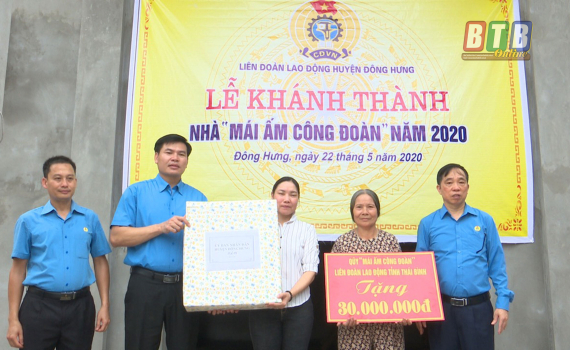 BTB
Online
CĐVN
LIÊN ĐOÀN LAO ĐỘNG HUYỆN ĐÔNG HƯNG
LỄ KHÁNH THÀNH
NHÀ "MÁI ẤM CÔNG ĐOÀN" NĂM 2020
Đông Hưng, ngày 22 tháng 5 năm 2020
QUỸ "MÁI ẤM CÔNG ĐOÀN"
LIÊN ĐOÀN LAO ĐỘNG TỈNH THÁI BÌNH
Tặng
30.000.000đ